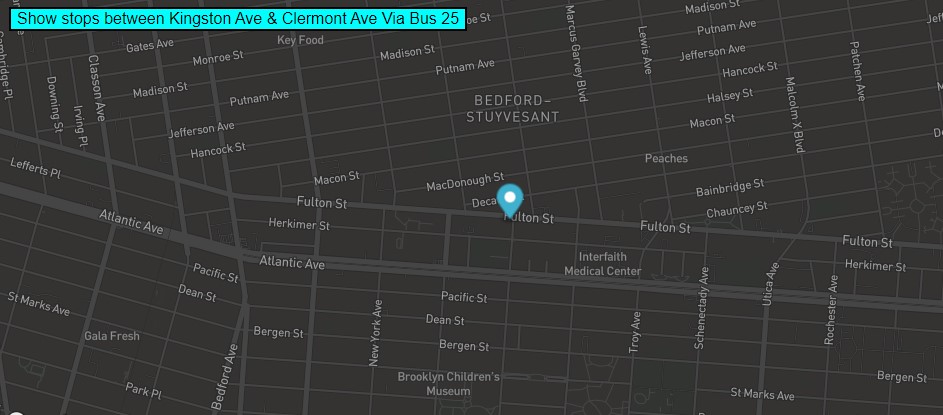 Show stops between Kingston Ave & Clermont Ave Via Bus 25
Gates Ave
Key Food
Monroe St
Madison St
Marcus Garvey Blvd
Lewis Ave
Putnam Ave
Jefferson Ave
Patchen Ave
Classon Ave
Downing St
Irving Pl
Madison St
Putnam Ave
Putnam Ave
Hancock St
Halsey St
Malcolm X Blvd
BEDFORD–
STUYVESANT
Macon St
Jefferson Ave
Hancock St
Peaches
Lefferts Pl
Macon St
MacDonough St
Bainbridge St
Chauncey St
Fulton St
Fulton St
Fulton St
Fulton St
Atlantic Ave
Herkimer St
Atlantic Ave
Interfaith
Medical Center
Herkimer St
Pacific St
Dean St
Pacific St
St Marks Ave
Dean St
Bergen St
Bergen St
New York Ave
Troy Ave
Schenectady Ave
Utica Ave
Rochester Ave
Gala Fresh
Bedford Ave
Park Pl
Brooklyn Children's
Museum
Bergen St
St Marks Ave